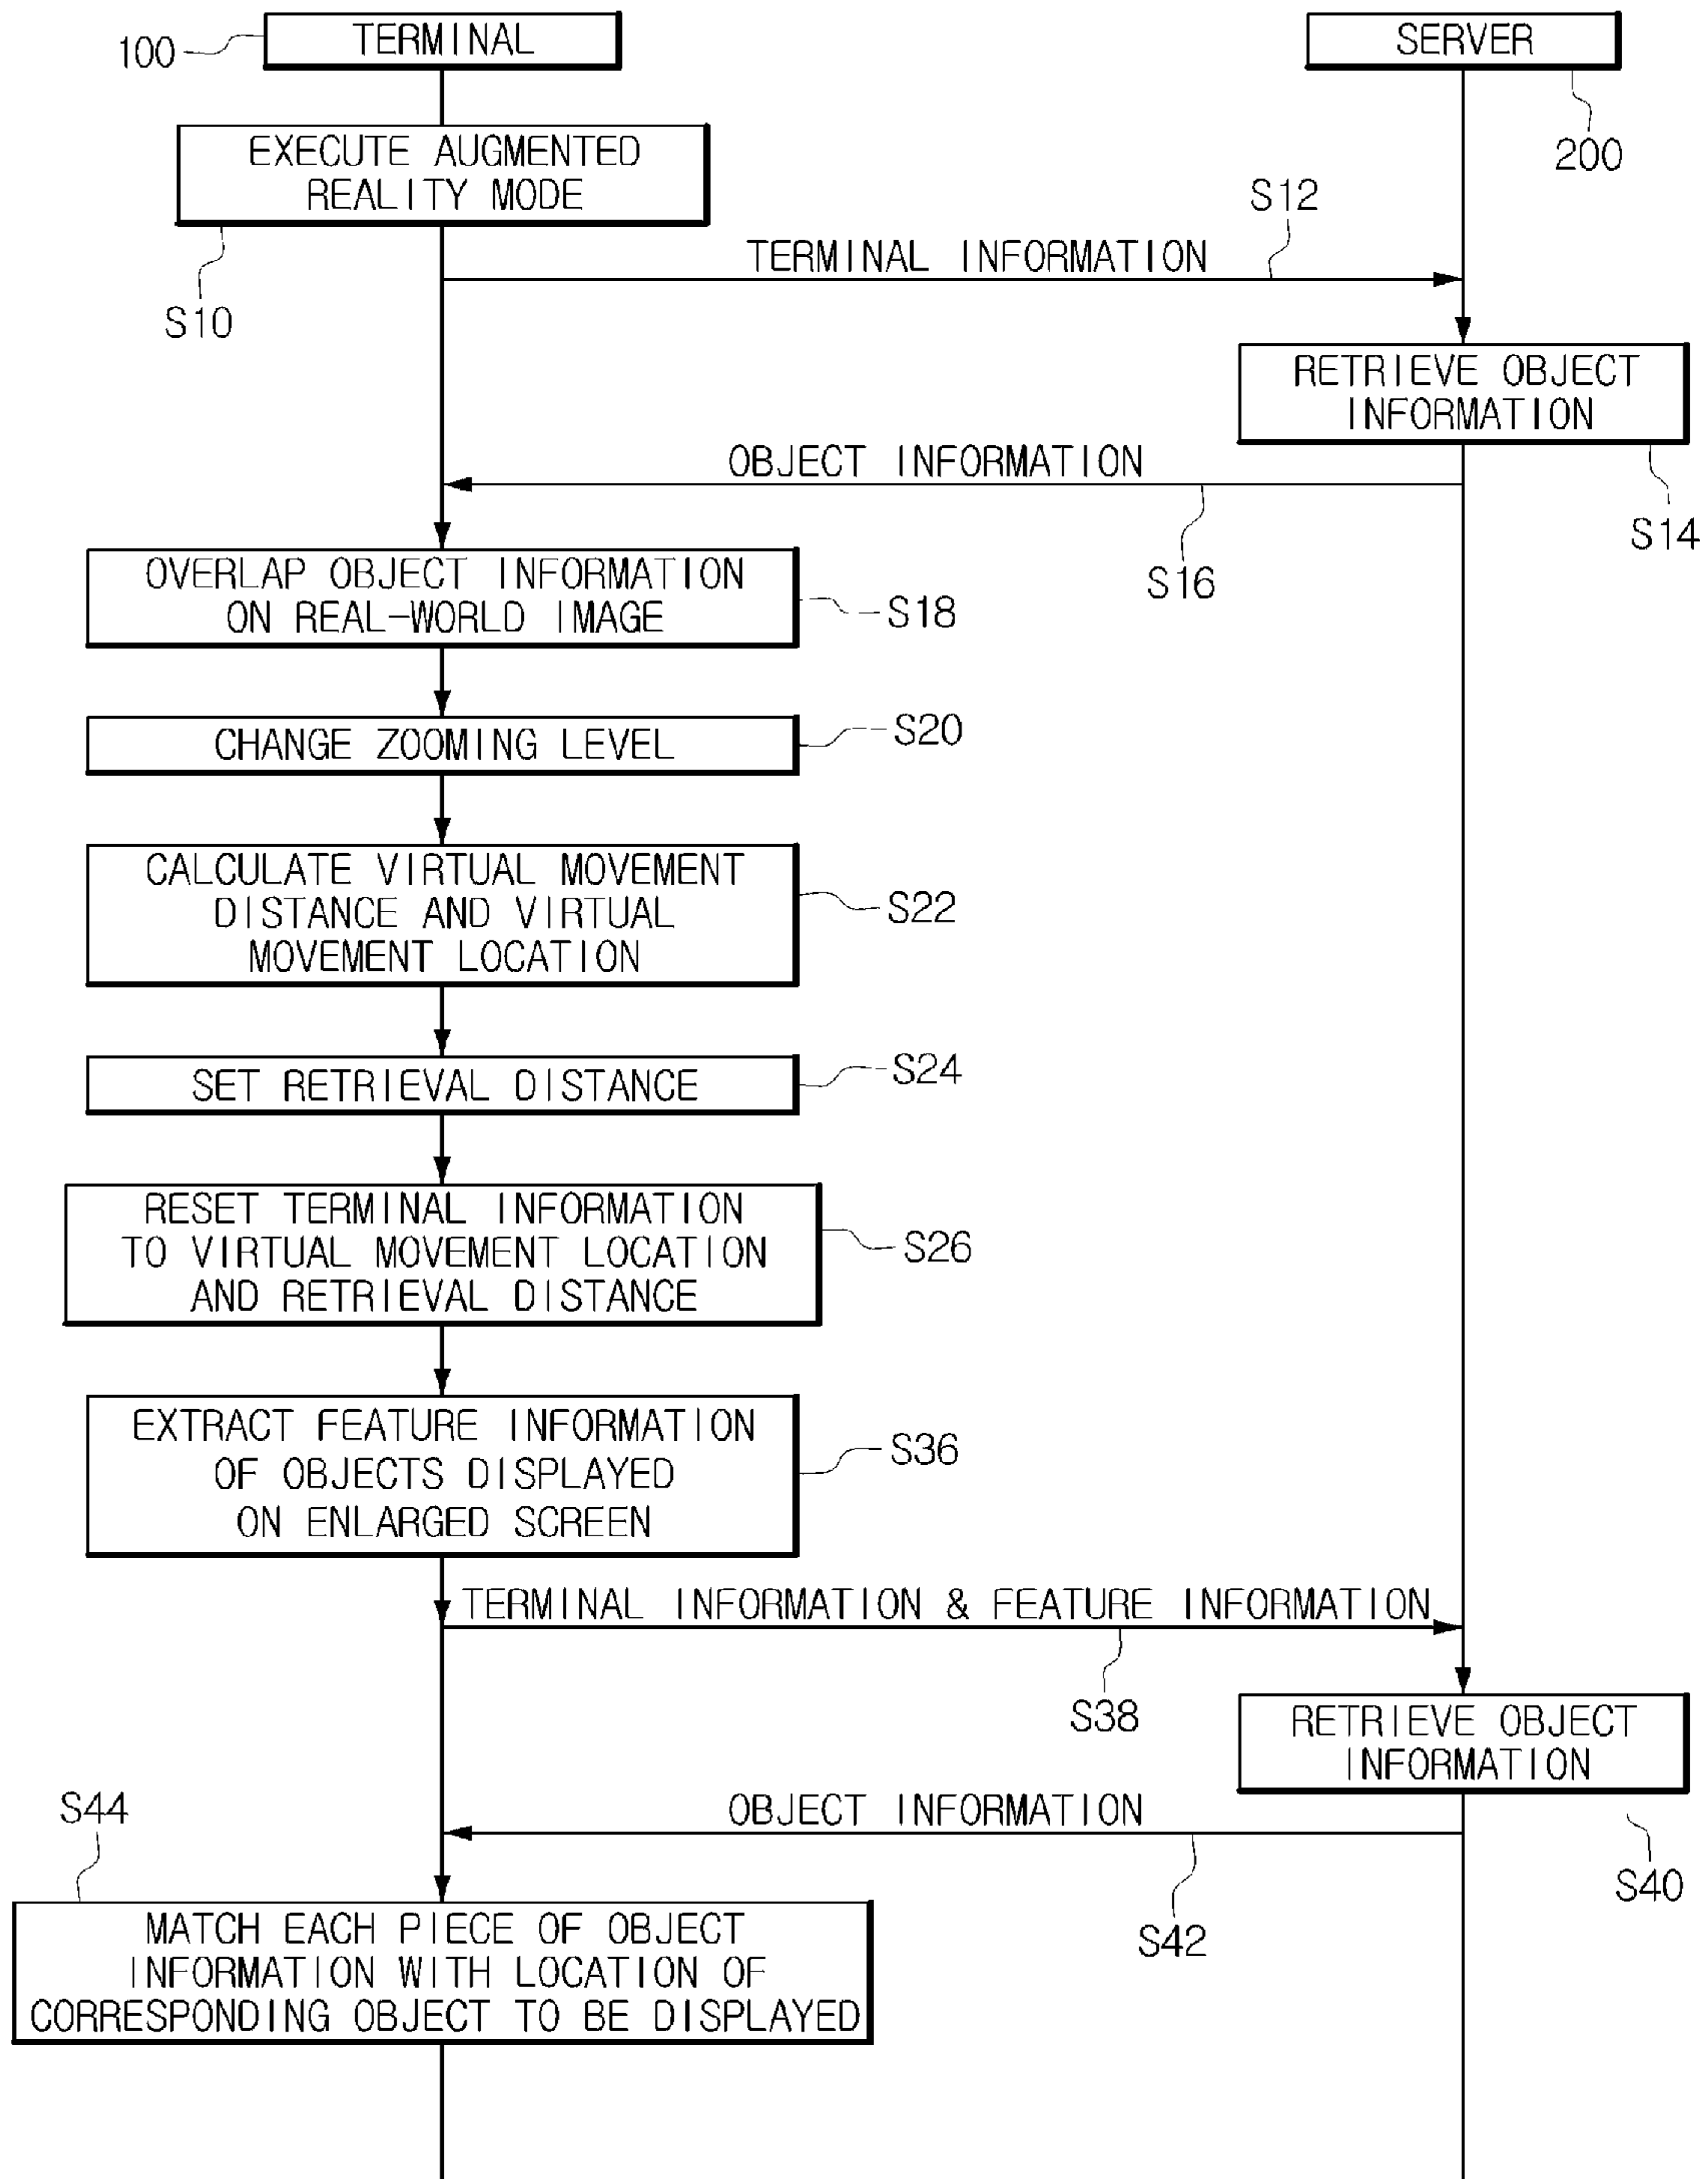 100
TERMINAL
SERVER
200
EXECUTE AUGMENTED
REALITY MODE
S10
S12
TERMINAL INFORMATION
RETRIEVE OBJECT
INFORMATION
S14
OBJECT INFORMATION
S16
OVERLAP OBJECT INFORMATION
ON REAL-WORLD IMAGE
S18
CHANGE ZOOMING LEVEL
S20
CALCULATE VIRTUAL MOVEMENT
DISTANCE AND VIRTUAL
MOVEMENT LOCATION
S22
SET RETRIEVAL DISTANCE
S24
RESET TERMINAL INFORMATION
TO VIRTUAL MOVEMENT LOCATION
AND RETRIEVAL DISTANCE
S26
EXTRACT FEATURE INFORMATION
OF OBJECTS DISPLAYED
ON ENLARGED SCREEN
S36
TERMINAL INFORMATION & FEATURE INFORMATION
S38
RETRIEVE OBJECT
INFORMATION
S40
OBJECT INFORMATION
S42
S44
MATCH EACH PIECE OF OBJECT
INFORMATION WITH LOCATION OF
CORRESPONDING OBJECT TO BE DISPLAYED